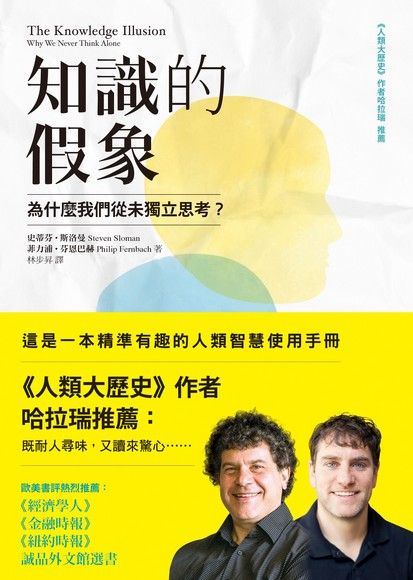 The Knowledge Illusion
Why We Never Think Alone
《人類大歷史》作者哈拉瑞 推薦
知識的
假象
為什麼我們從未獨立思考？
史蒂芬・斯洛曼 Steven Sloman
菲力浦・芬恩巴赫 Philip Fernbach 著
林步昇 譯
這是一本精準有趣的人類智慧使用手冊
《人類大歷史》作者
哈拉瑞推薦：
既耐人尋味，又讀來驚心⋯⋯
歐美書評熱烈推薦：
《經濟學人》
《金融時報》
《紐約時報》
誠品外文館選書